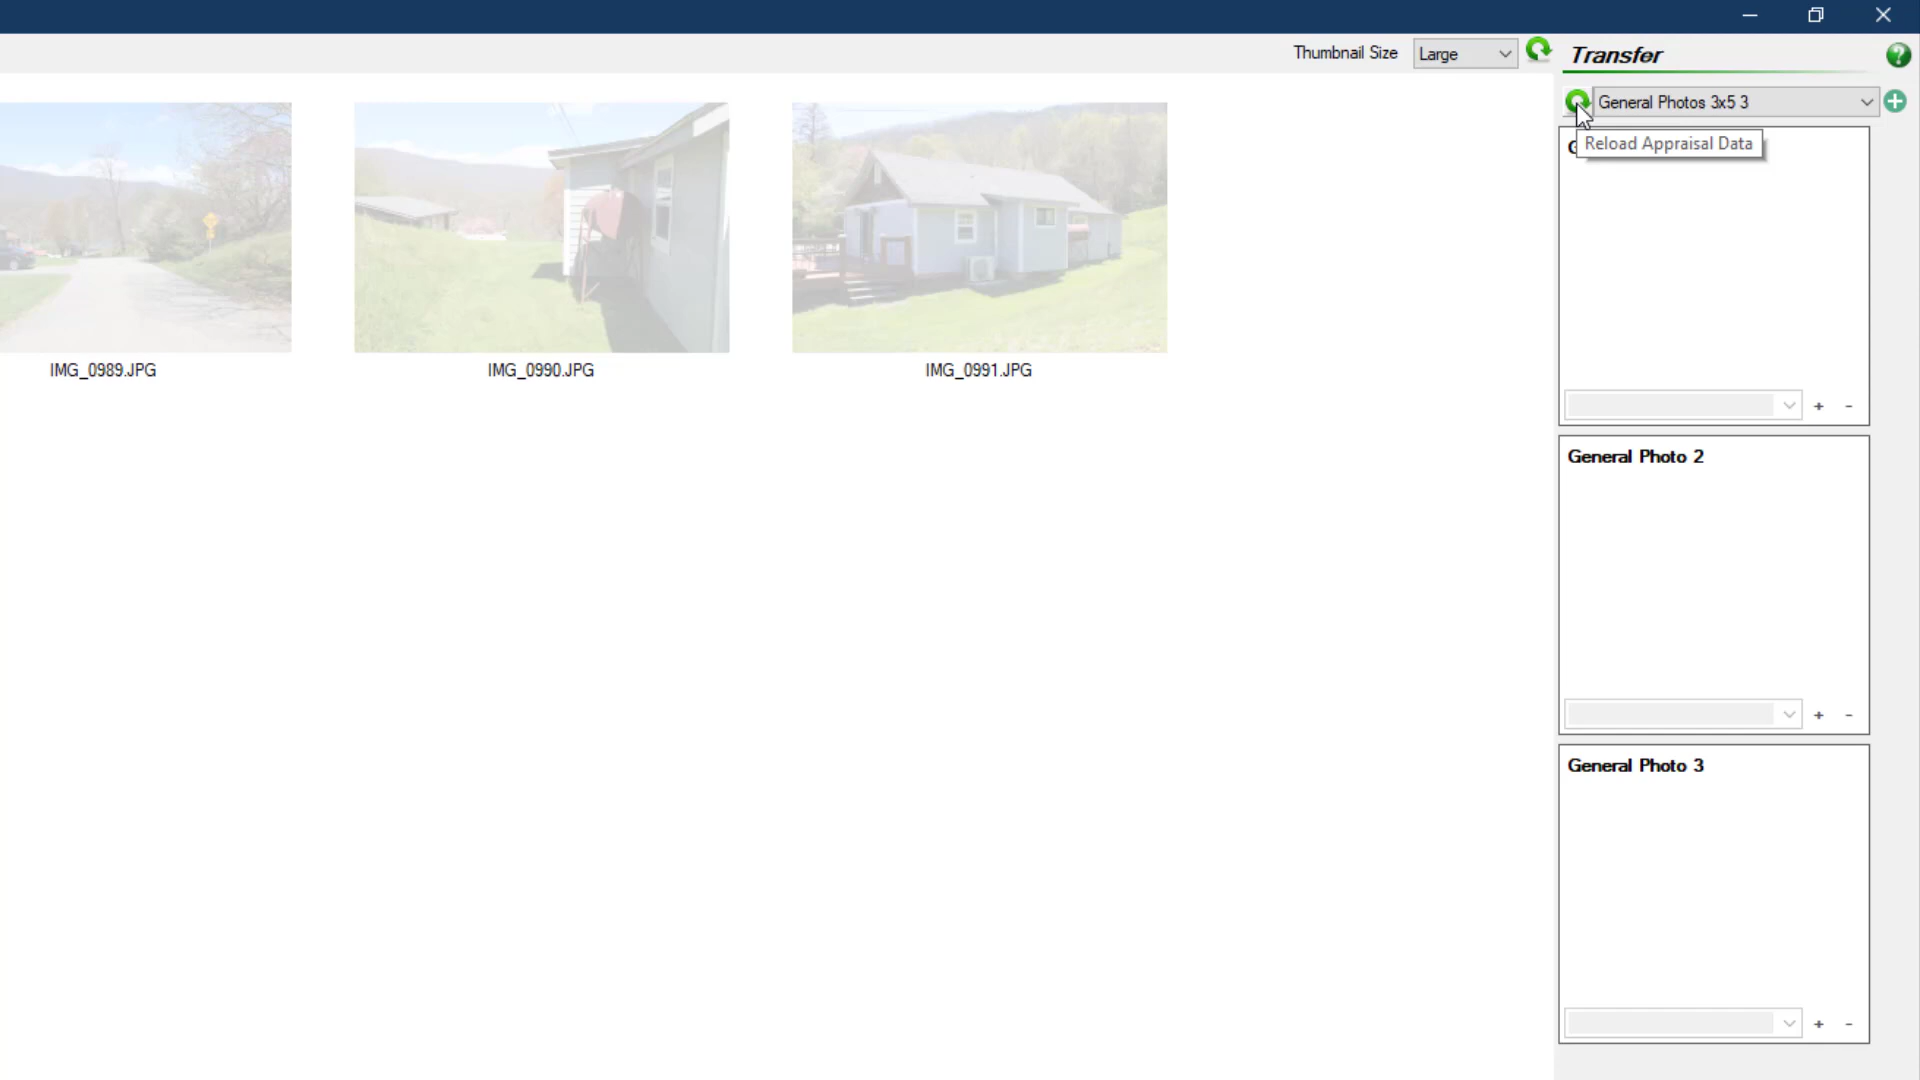 Thumbnail Size
Large
Transfer
?
General Photos 3x5 3
Reload Appraisal Data
IMG_0989.JPG
IMG_0990.JPG
IMG_0991.JPG
+ -
General Photo 2
+ -
General Photo 3
+ -